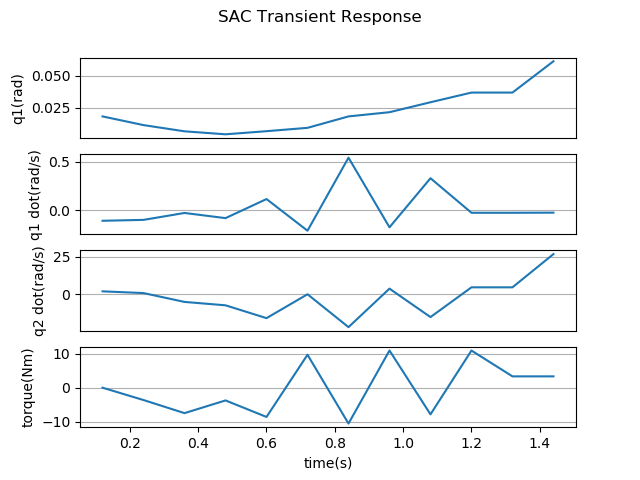 SAC Transient Response
q1(rad)
0.050
0.025
q1 dot(rad/s)
0.5
0.0
q2 dot(rad/s)
25
0
torque(Nm)
10
0
−10
0.2 0.4 0.6 0.8 1.0 1.2 1.4
time(s)